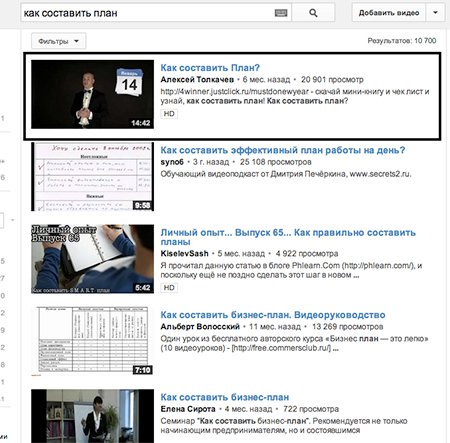 как составить план
Добавить видео
Фильтры
Результатов: 10 700
Январь
14
14:42
Как составить План?
Алексей Толкачев • 6 мес. назад • 20 901 просмотр
http://4winner.justclick.ru/mustdonewyear - скачай мини-книгу и чек лист и
узнай, как составить план! Как составить план?
HD
9:58
Как составить эффективный план работы на день?
syno6 • 3 г. назад • 25 108 просмотров
Обучающий видеоподкаст от Дмитрия Печёркина, www.secrets2.ru.
Личный опыт
Выпуск 65
Как составить S.M.A.R.T. план
5:42
Личный опыт... Выпуск 65... Как правильно составить
планы
KiselevSash • 5 мес. назад • 4 922 просмотра
Я прочитал данную статью в блоге Phlearn.Com (http://phlearn.com/), и
поскольку ещё не поздно сделать этот шаг в новом ...
HD
7:10
Как составить бизнес-план. Видеоруководство
Альберт Волосский • 11 мес. назад • 13 269 просмотров
Один урок из бесплатного авторского курса «Бизнес план — это легко»
(10 видеоуроков) - [http://free.commersclub.ru/] ...
Как составить бизнес-план
Елена Сирота • 4 мес. назад • 722 просмотра
Семинар "Как составить бизнес-план". Рекомендуется не только
начинающим предпринимателям, но и состоявшимся